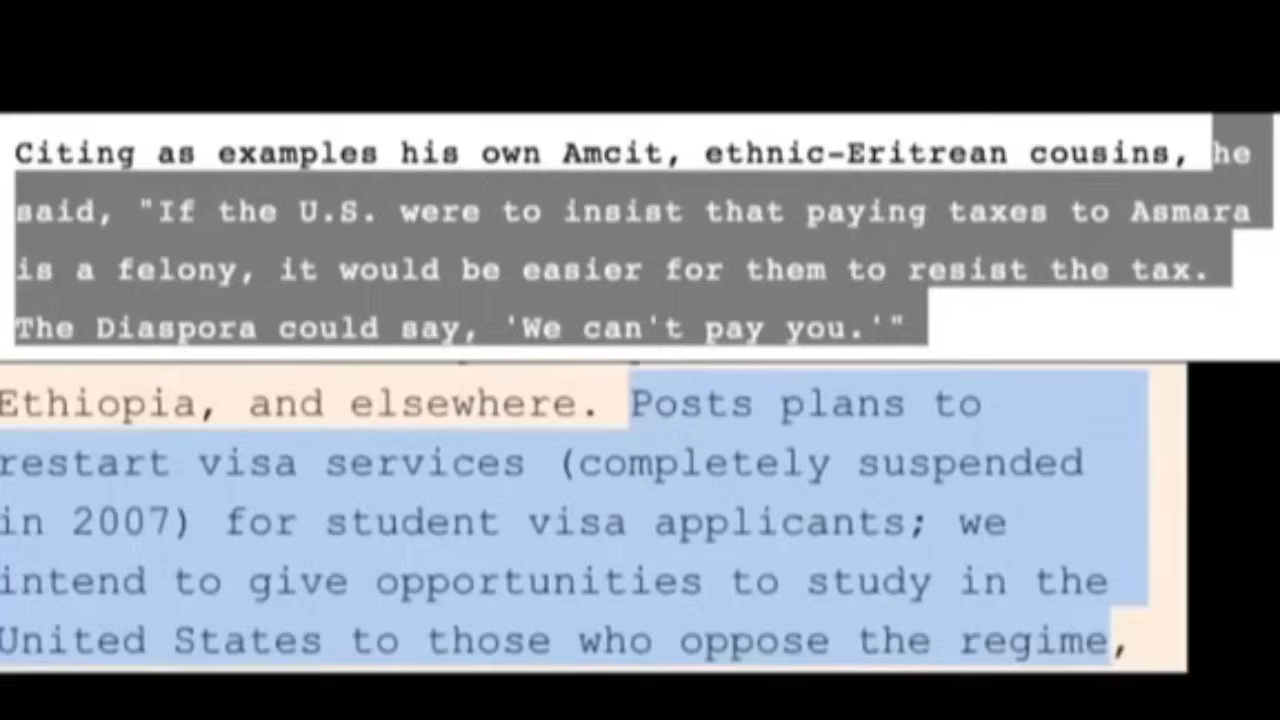 Citing as examples his own Amcit, ethnic-Eritrean cousins, he
said, "If the U.S. were to insist that paying taxes to Asmara
is a felony, it would be easier for them to resist the tax.
The Diaspora could say, 'We can't pay you.'"
Ethiopia, and elsewhere. Posts plans to
restart visa services (completely suspended
in 2007) for student visa applicants; we
intend to give opportunities to study in the
United States to those who oppose the regime,